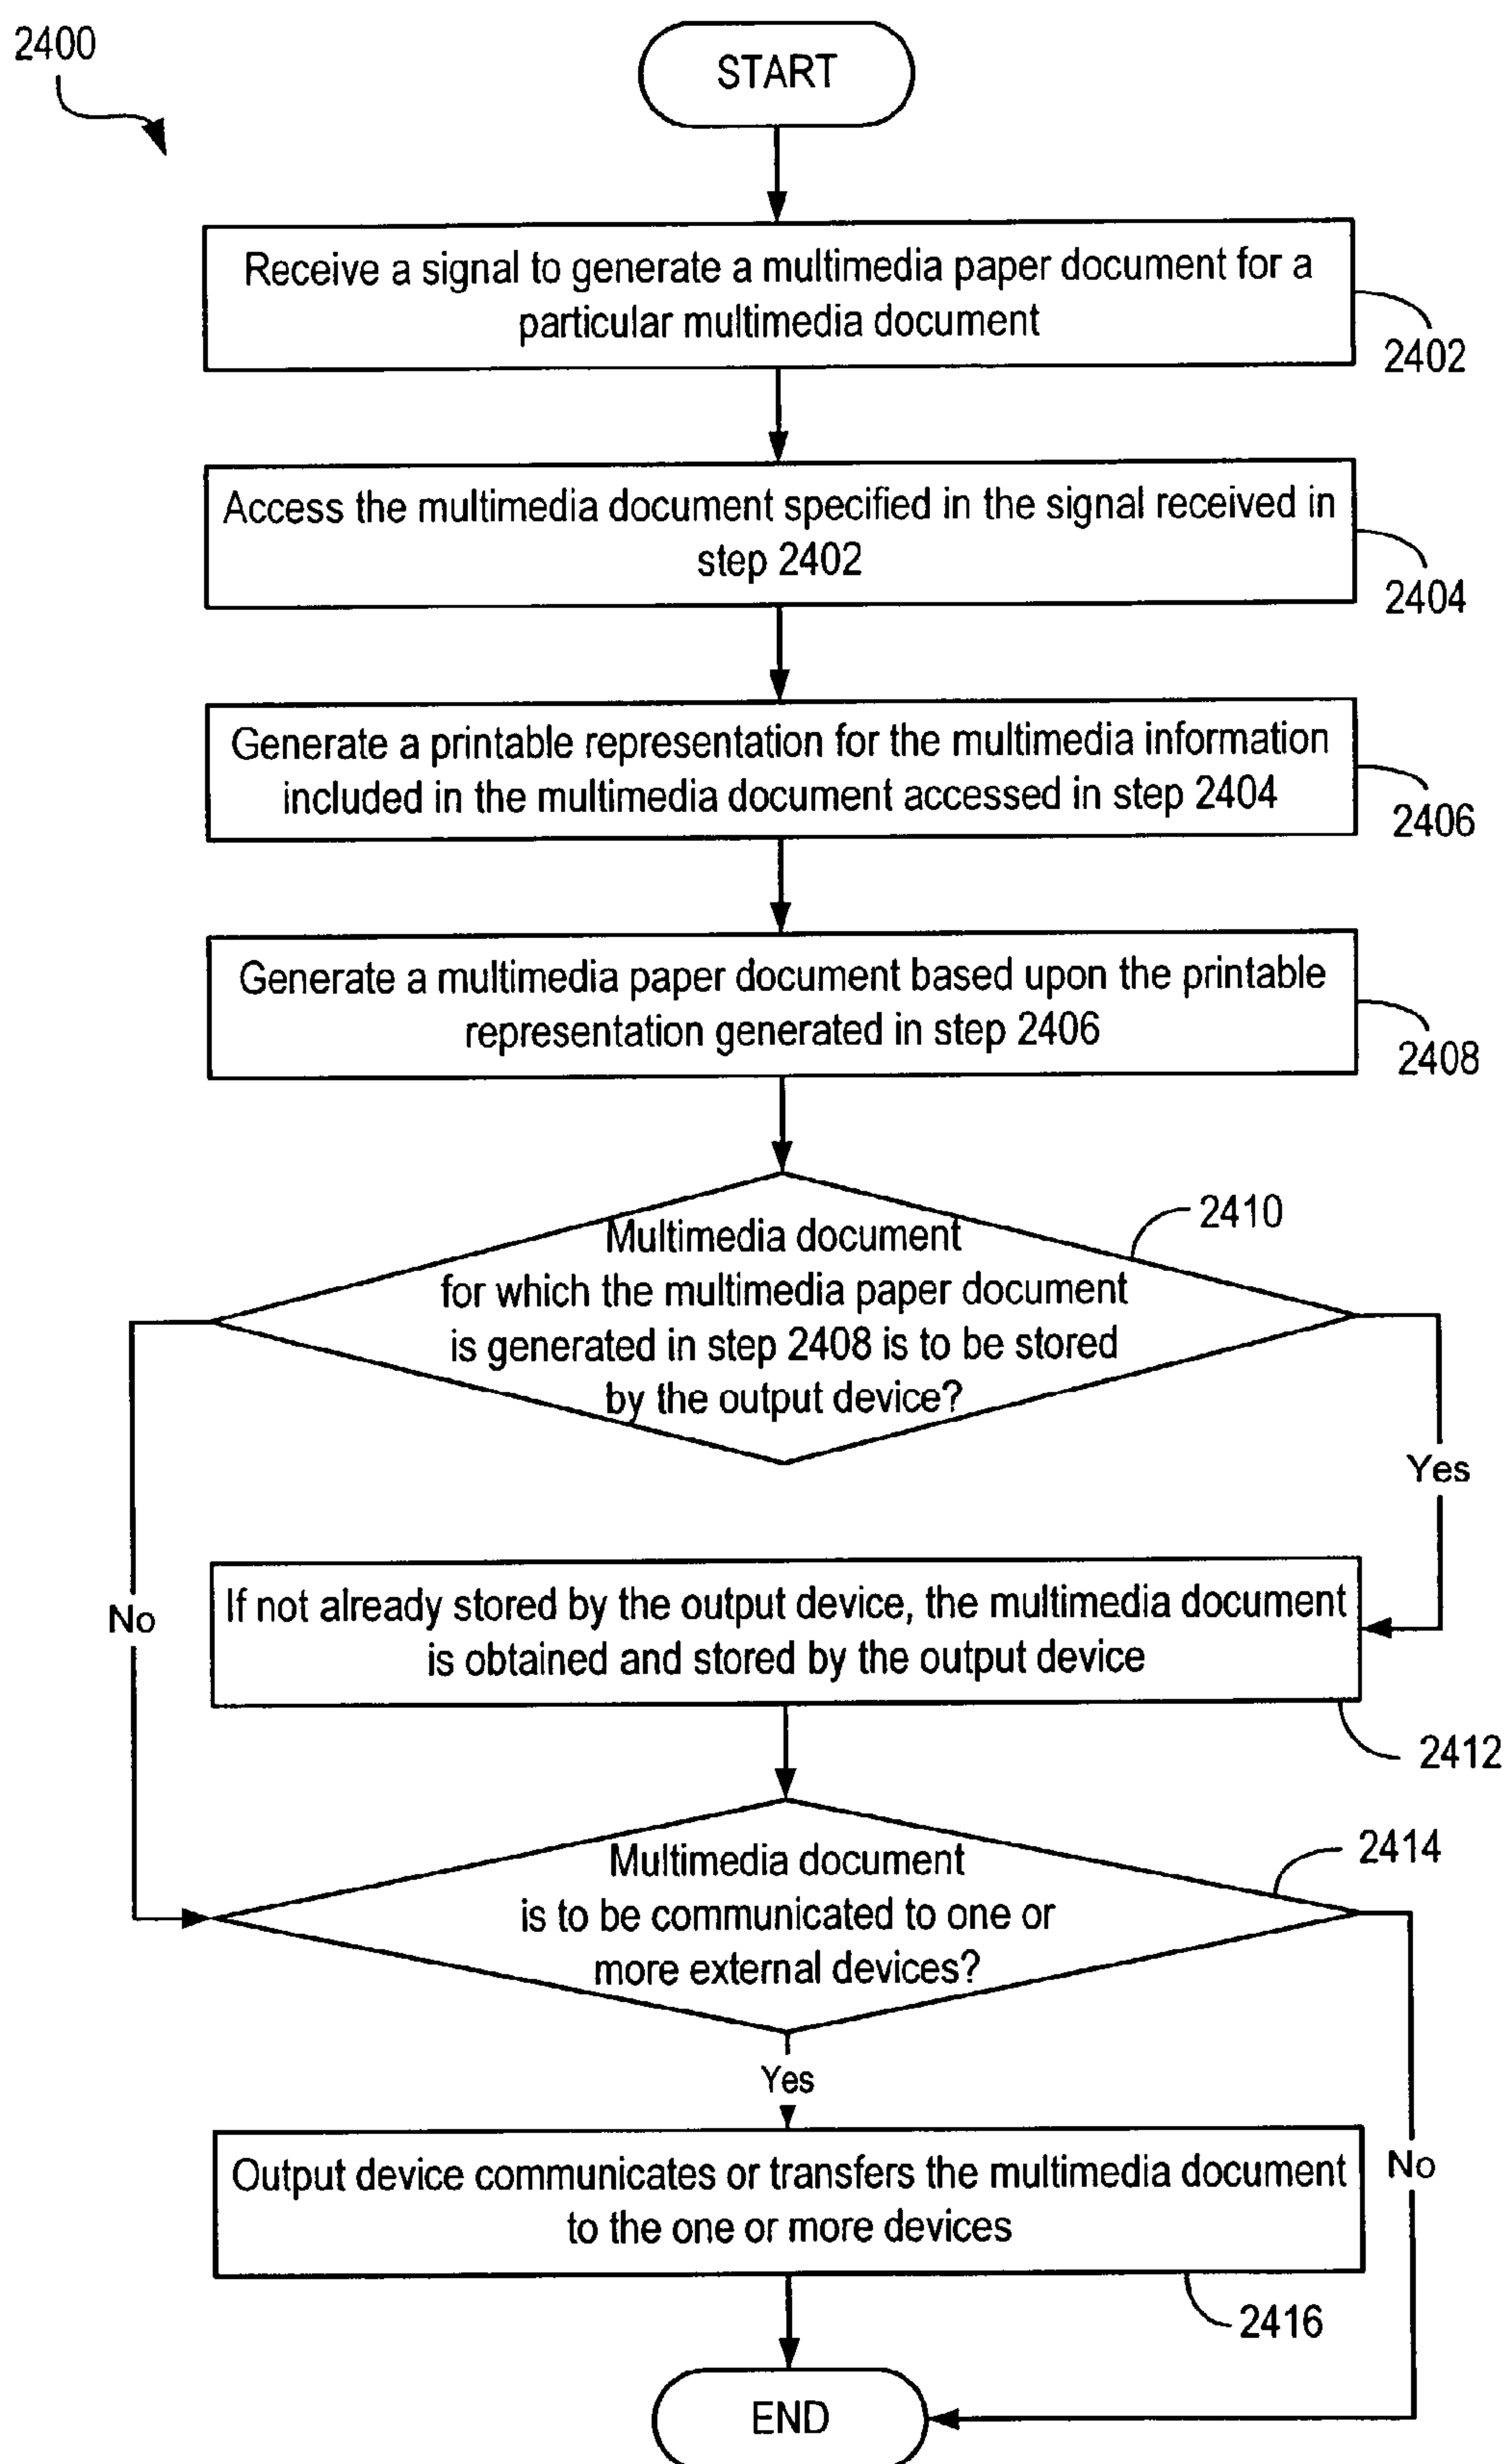 2400
START
Receive a signal to generate a multimedia paper document for a
particular multimedia document
2402
Access the multimedia document specified in the signal received in
step 2402
2404
Generate a printable representation for the multimedia information
included in the multimedia document accessed in step 2404
2406
Generate a multimedia paper document based upon the printable
representation generated in step 2406
2408
2410
Multimedia document
for which the multimedia paper document
is generated in step 2408 is to be stored
by the output device?
Yes
No
If not already stored by the output device, the multimedia document
is obtained and stored by the output device
2412
2414
Multimedia document
is to be communicated to one or
more external devices?
Yes
No
Output device communicates or transfers the multimedia document
to the one or more devices
2416
END